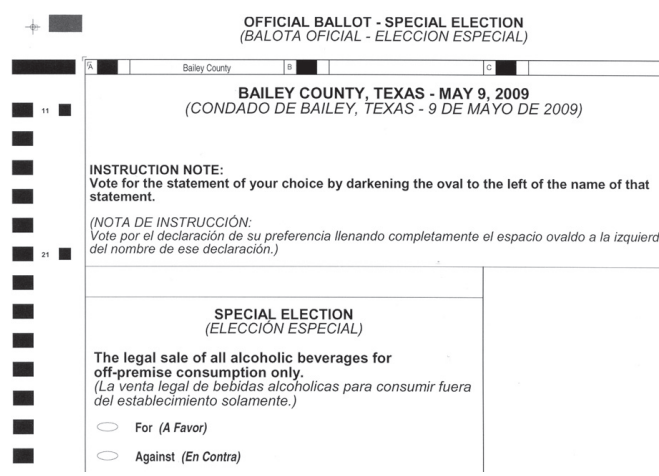 OFFICIAL BALLOT - SPECIAL ELECTION
(BALOTA OFICIAL - ELECCION ESPECIAL)
A Bailey County B C
BAILEY COUNTY, TEXAS - MAY 9, 2009
11
(CONDADO DE BAILEY, TEXAS - 9 DE MAYO DE 2009)
INSTRUCTION NOTE:
Vote for the statement of your choice by darkening the oval to the left of the name of that
statement.
(NOTA DE INSTRUCCIÓN:
Vote por el declaración de su preferencia llenando completamente el espacio ovaldo a la izquierd
21
del nombre de ese declaración.)
SPECIAL ELECTION
(ELECCIÓN ESPECIAL)
The legal sale of all alcoholic beverages for
off-premise consumption only.
(La venta legal de bebidas alcoholicas para consumir fuera
del establecimiento solamente.)
For (A Favor)
Against (En Contra)